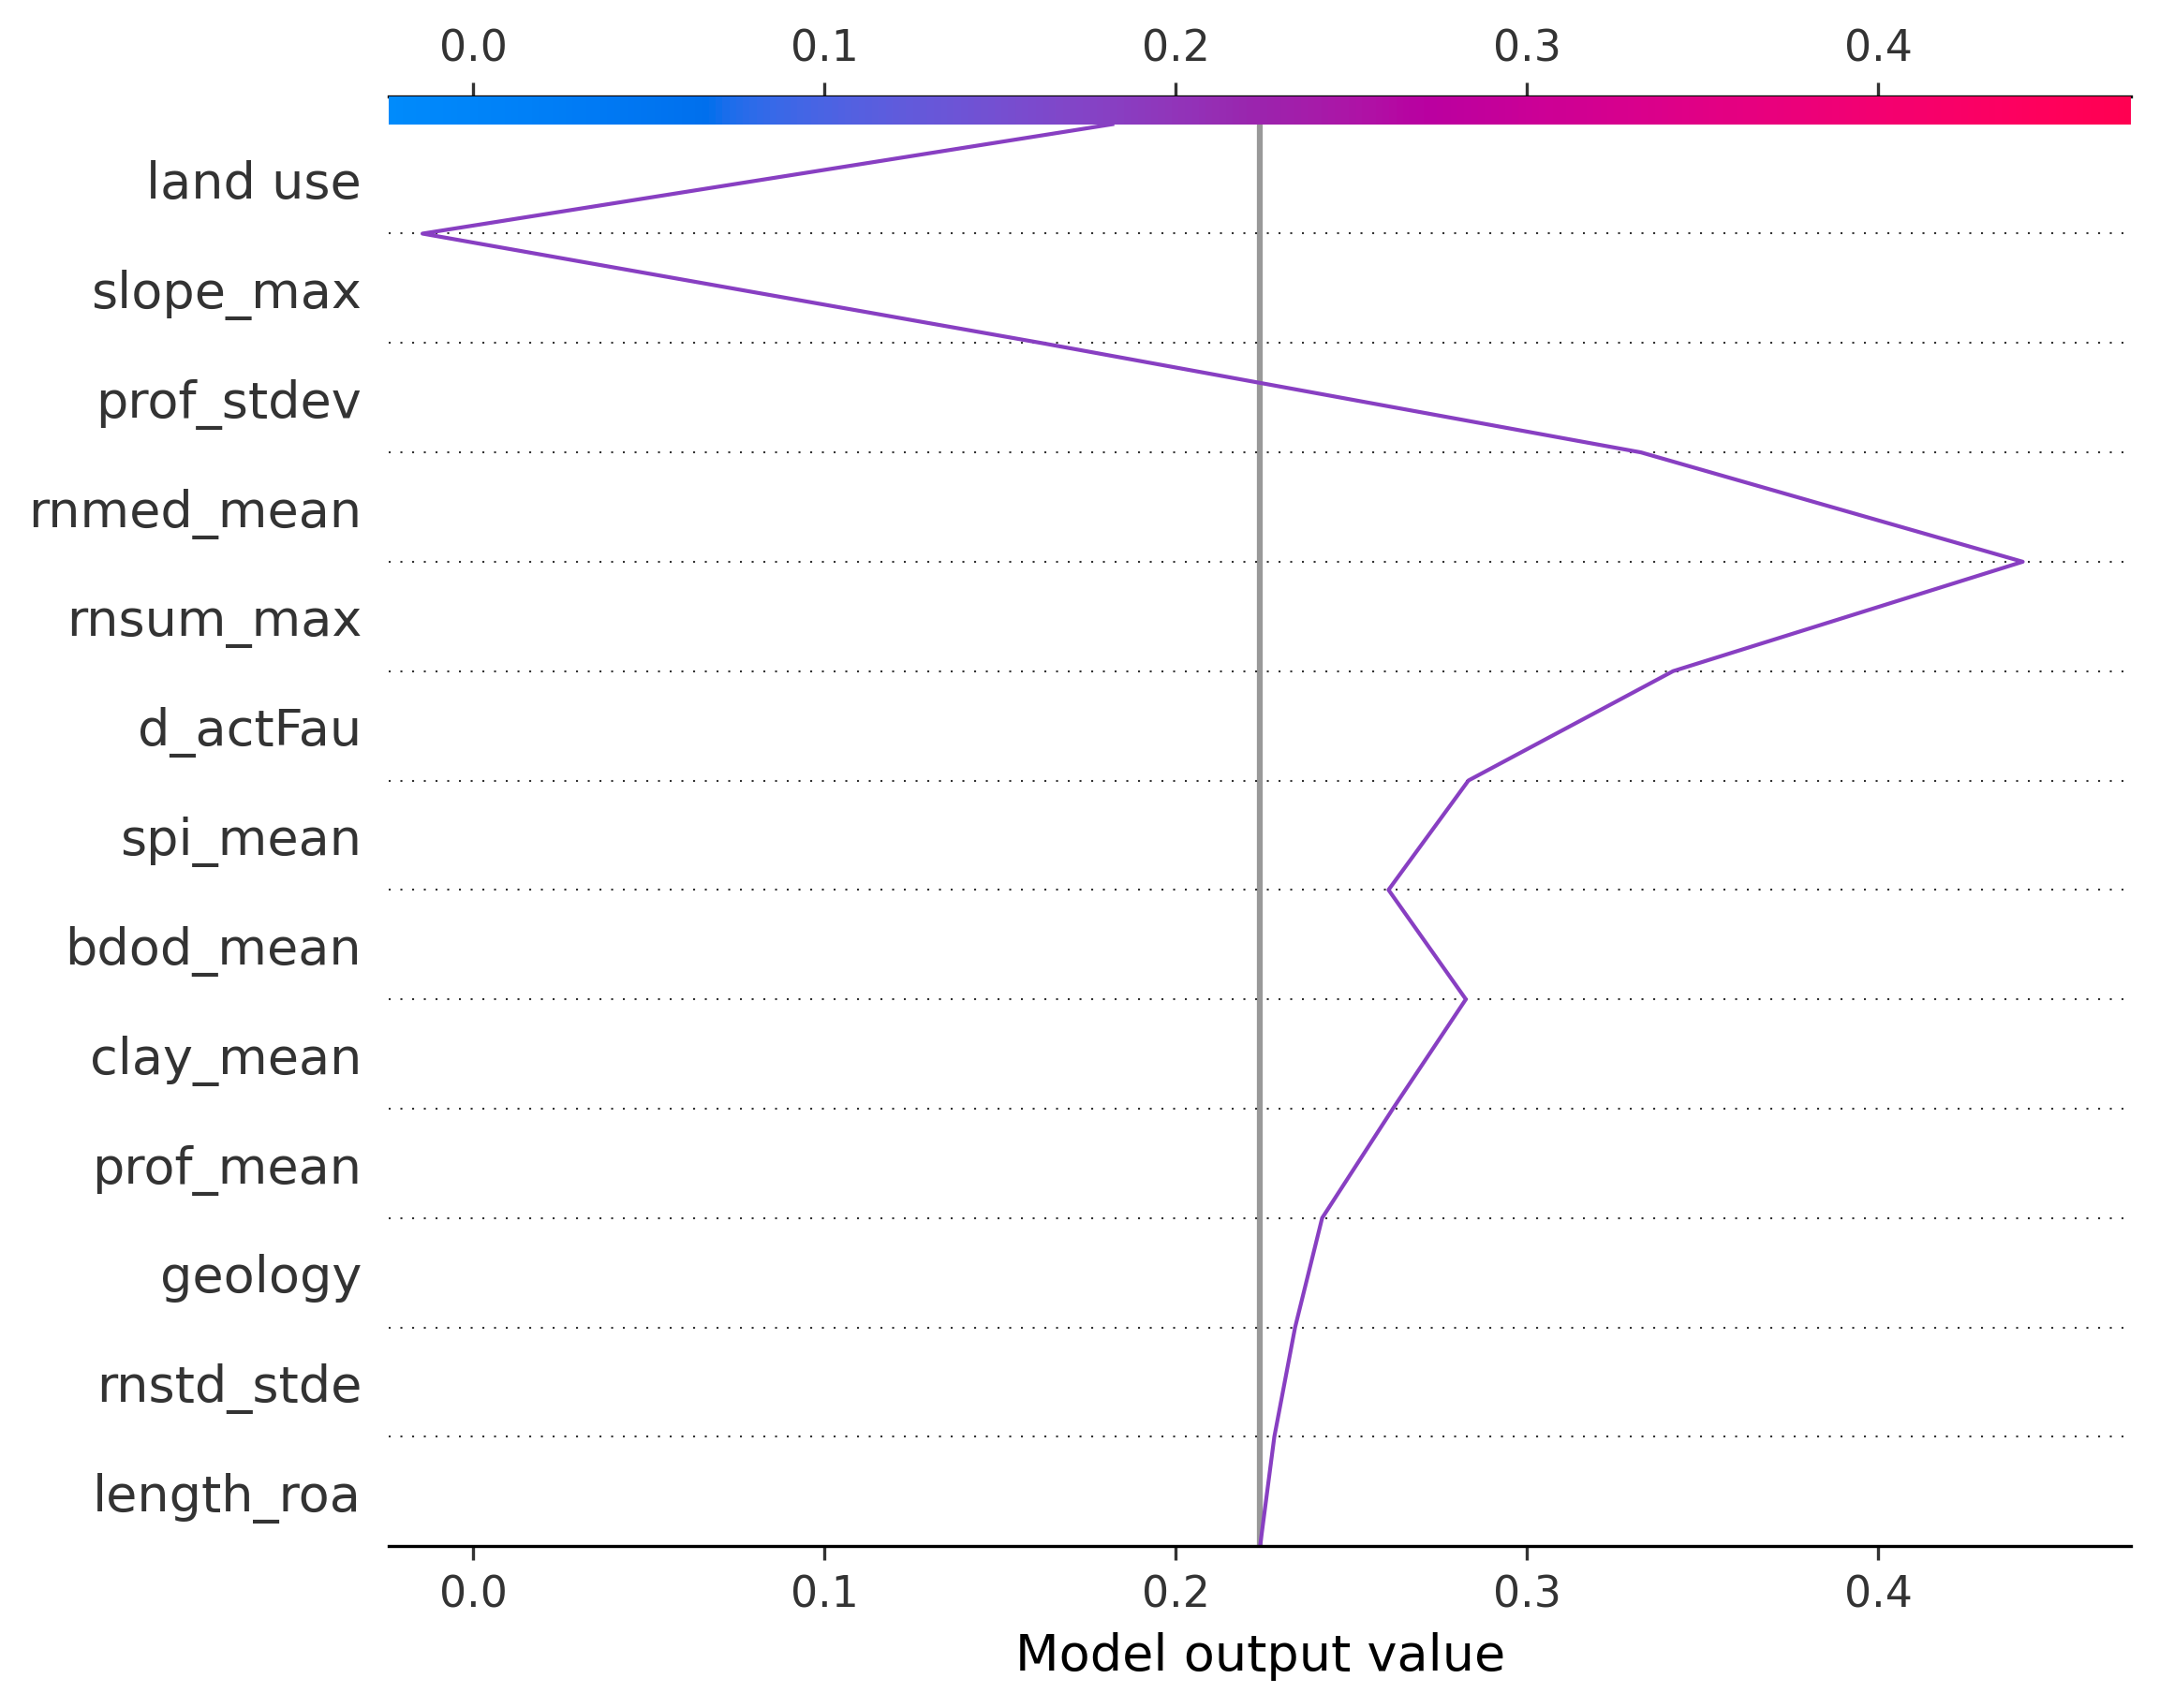 0.0 0.1 0.2 0.3 0.4
land use
slope_max
prof_stdev
rnmed_mean
rnsum_max
d_actFau
spi_mean
bdod_mean
clay_mean
prof_mean
geology
rnstd_stde
length_roa
0.0 0.1 0.2 0.3 0.4
Model output value